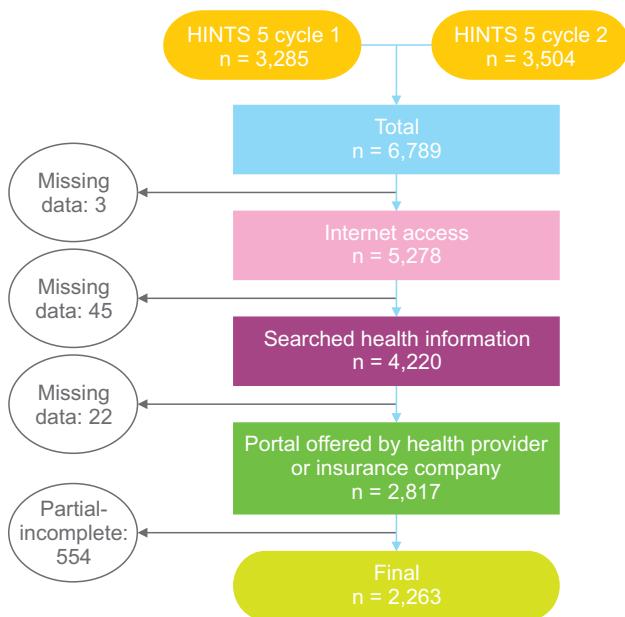 HINTS 5 cycle 1
n = 3,285
HINTS 5 cycle 2
n = 3,504
Total
n = 6,789
Missing
data: 3
Internet access
n = 5,278
Missing
data: 45
Searched health information
n = 4,220
Missing
data: 22
Portal offered by health provider
or insurance company
n = 2,817
Partial-
incomplete:
554
Final
n = 2,263